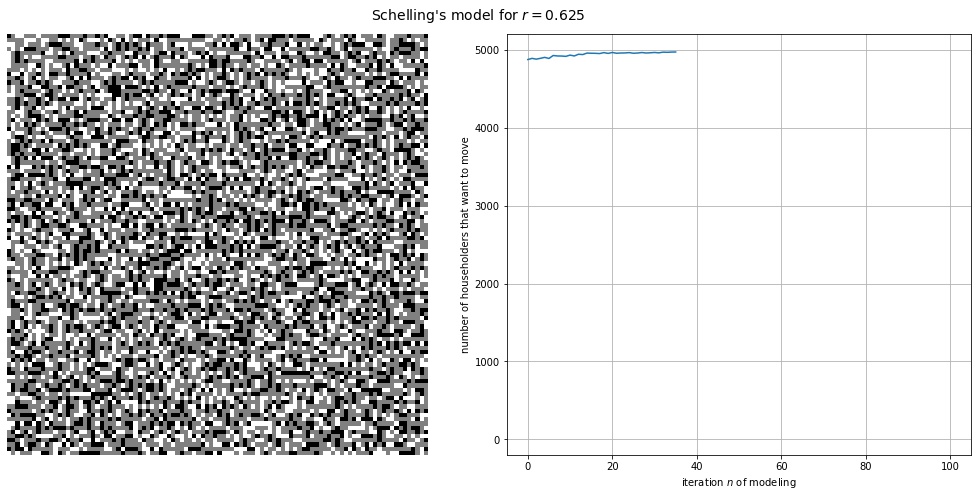 Schelling's model for r = 0.625
number of householders that want to move
5000
4000
3000
2000
1000
0
0 20 40 60 80 100
iteration n of modeling